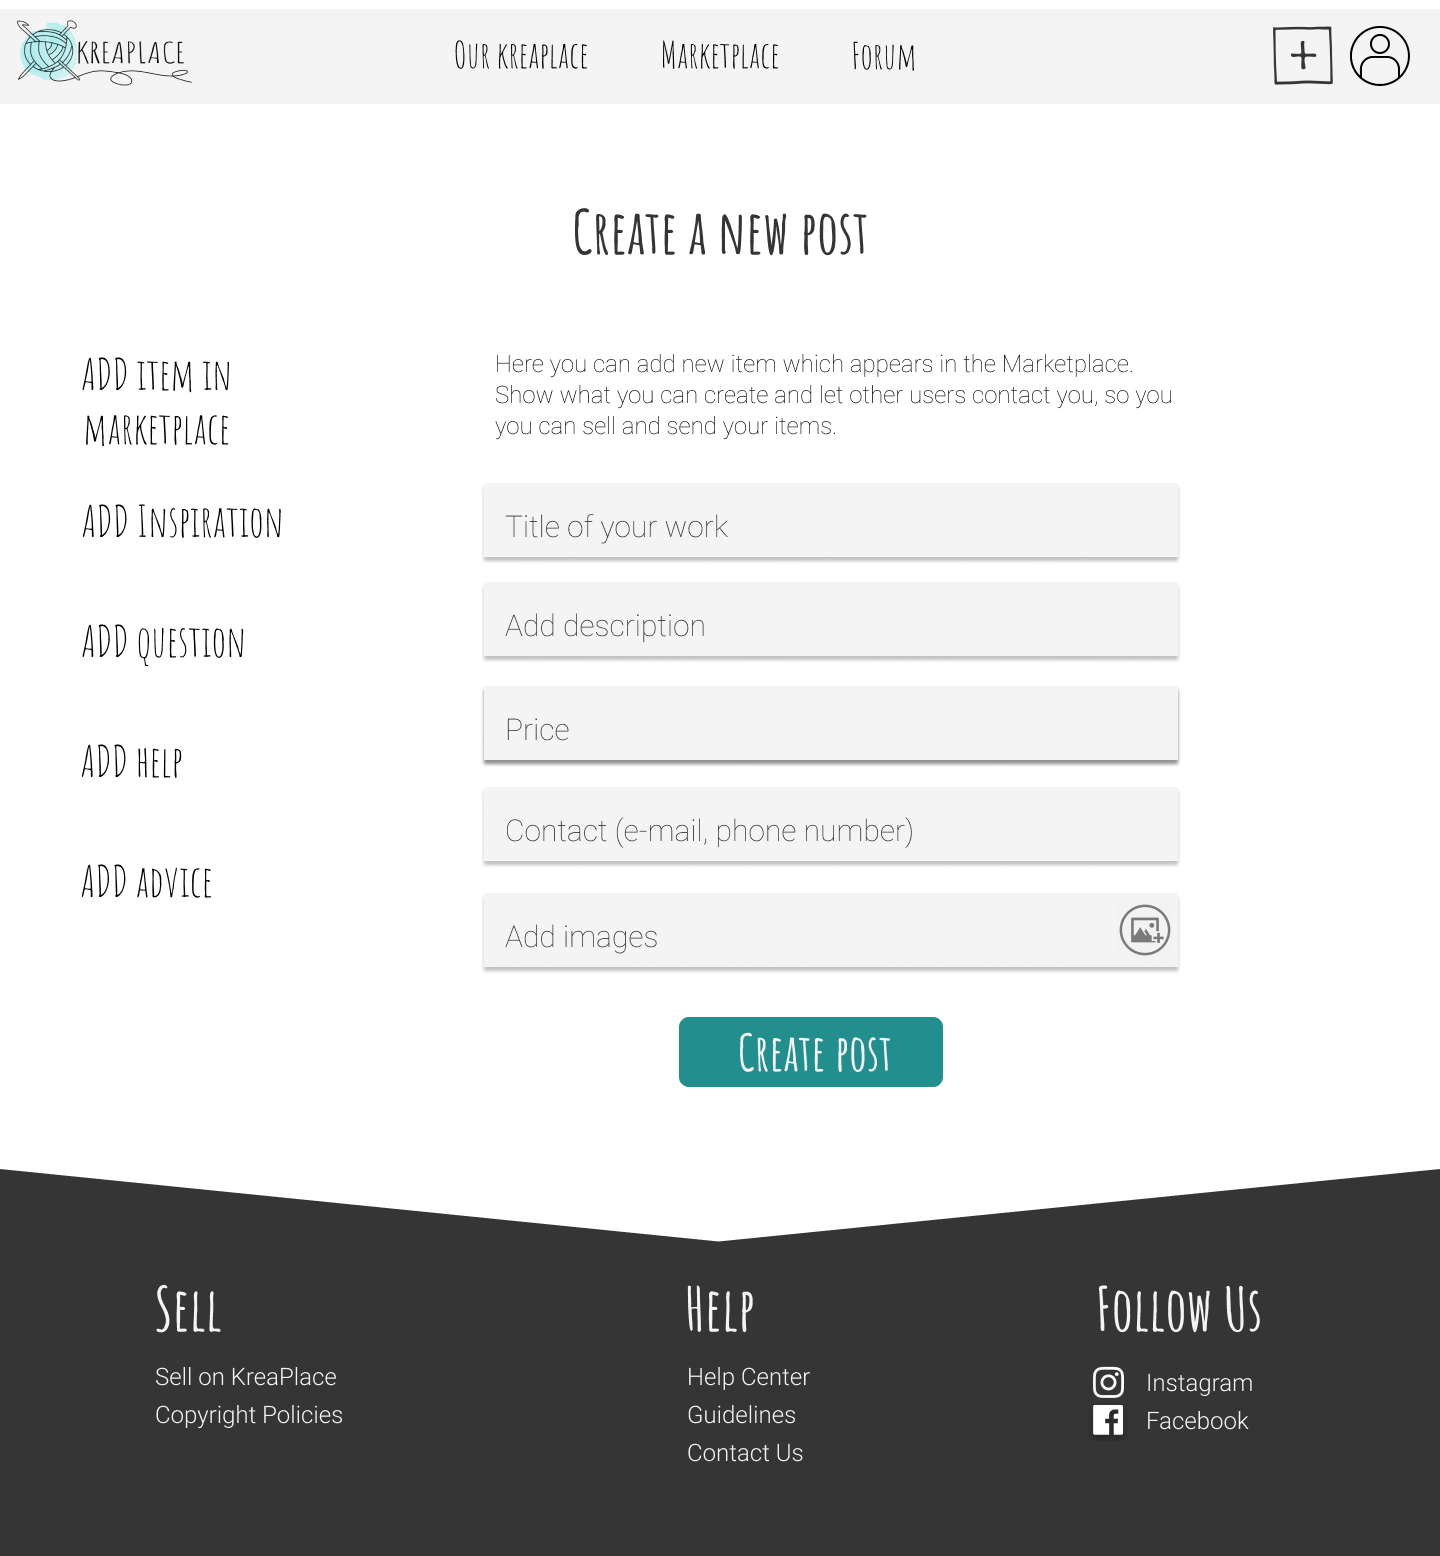 KREAPLACE
Our kreaplace
Marketplace
Forum
Create a new post
ADD item in
marketplace
ADD Inspiration
ADD question
ADD help
ADD advice
Here you can add new item which appears in the Marketplace.
Show what you can create and let other users contact you, so you
you can sell and send your items.
Title of your work
Add description
Price
Contact (e-mail, phone number)
Add images
Create post
Sell
Sell on KreaPlace
Copyright Policies
Help
Help Center
Guidelines
Contact Us
Follow Us
Instagram
Facebook